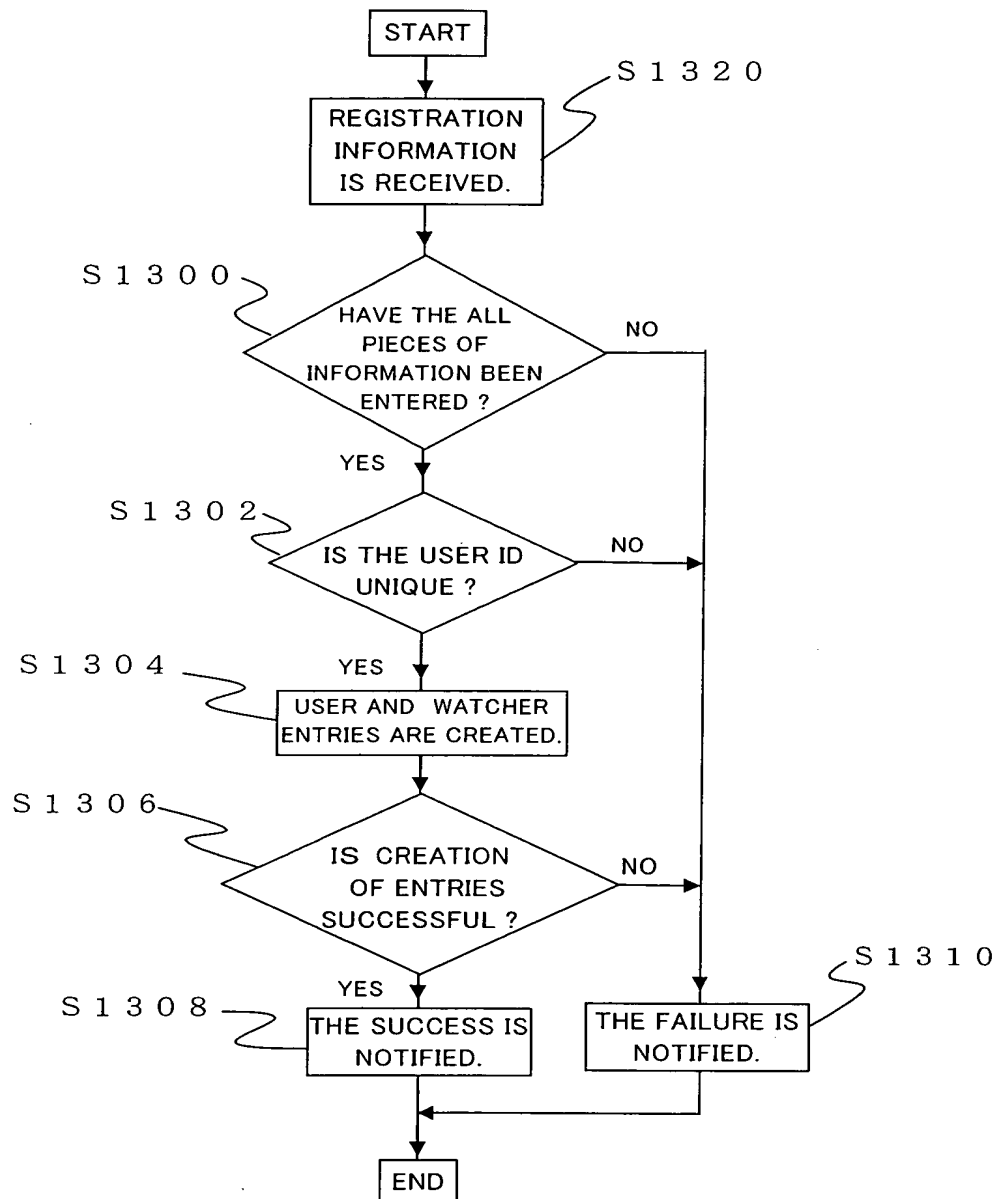 START
S1320
REGISTRATION
INFORMATION
IS RECEIVED.
S1300
HAVE THE ALL
PIECES OF
INFORMATION BEEN
ENTERED ?
NO
YES
S1302
IS THE USER ID
UNIQUE ?
NO
YES
S1304
USER AND WATCHER
ENTRIES ARE CREATED.
S1306
IS CREATION
OF ENTRIES
SUCCESSFUL ?
NO
YES
S1308
THE SUCCESS IS
NOTIFIED.
S1310
THE FAILURE IS
NOTIFIED.
END